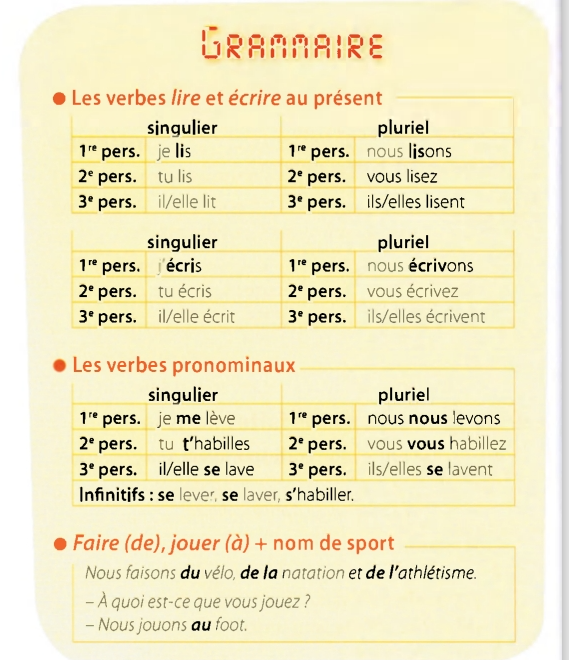 GRAMMAIRE
● Les verbes lire et écrire au présent
singulier pluriel
1re pers. je lis 1re pers. nous lisons
2e pers. tu lis 2e pers. vous lisez
3e pers. il/elle lit 3e pers. ils/elles lisent
singulier pluriel
1re pers. j'écris 1re pers. nous écrivons
2e pers. tu écris 2e pers. vous écrivez
3e pers. il/elle écrit 3e pers. ils/elles écrivent
● Les verbes pronominaux
singulier pluriel
1re pers. je me lève 1re pers. nous nous levons
2e pers. tu t'habilles 2e pers. vous vous habillez
3e pers. il/elle se lave 3e pers. ils/elles se lavent
Infinitifs : se lever, se laver, s'habiller.
● Faire (de), jouer (à) + nom de sport
Nous faisons du vélo, de la natation et de l'athlétisme.
– À quoi est-ce que vous jouez ?
– Nous jouons au foot.